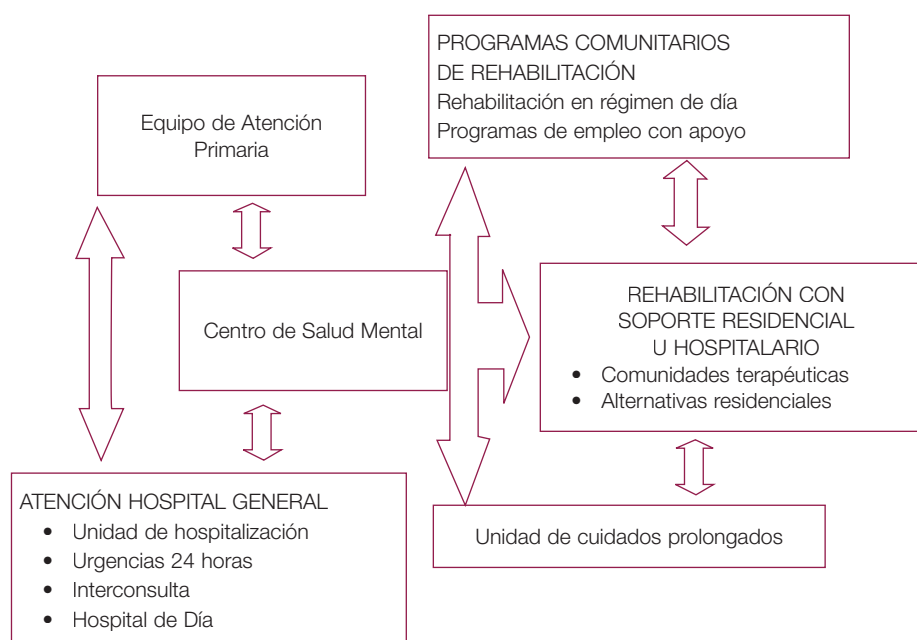 Equipo de Atención
Primaria
PROGRAMAS COMUNITARIOS
DE REHABILITACIÓN
Rehabilitación en régimen de día
Programas de empleo con apoyo
Centro de Salud Mental
REHABILITACIÓN CON
SOPORTE RESIDENCIAL
U HOSPITALARIO
• Comunidades terapéuticas
• Alternativas residenciales
ATENCIÓN HOSPITAL GENERAL
• Unidad de hospitalización
• Urgencias 24 horas
• Interconsulta
• Hospital de Día
Unidad de cuidados prolongados